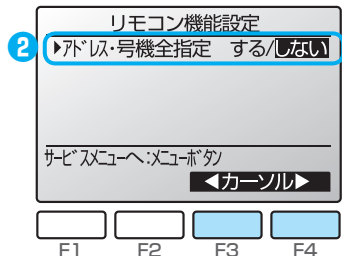 リモコン機能設定
❷ ▶アドレス・号機全指定 する/しない
サービスメニューへ:メニューボタン
◀カーソル▶
F1 F2 F3 F4